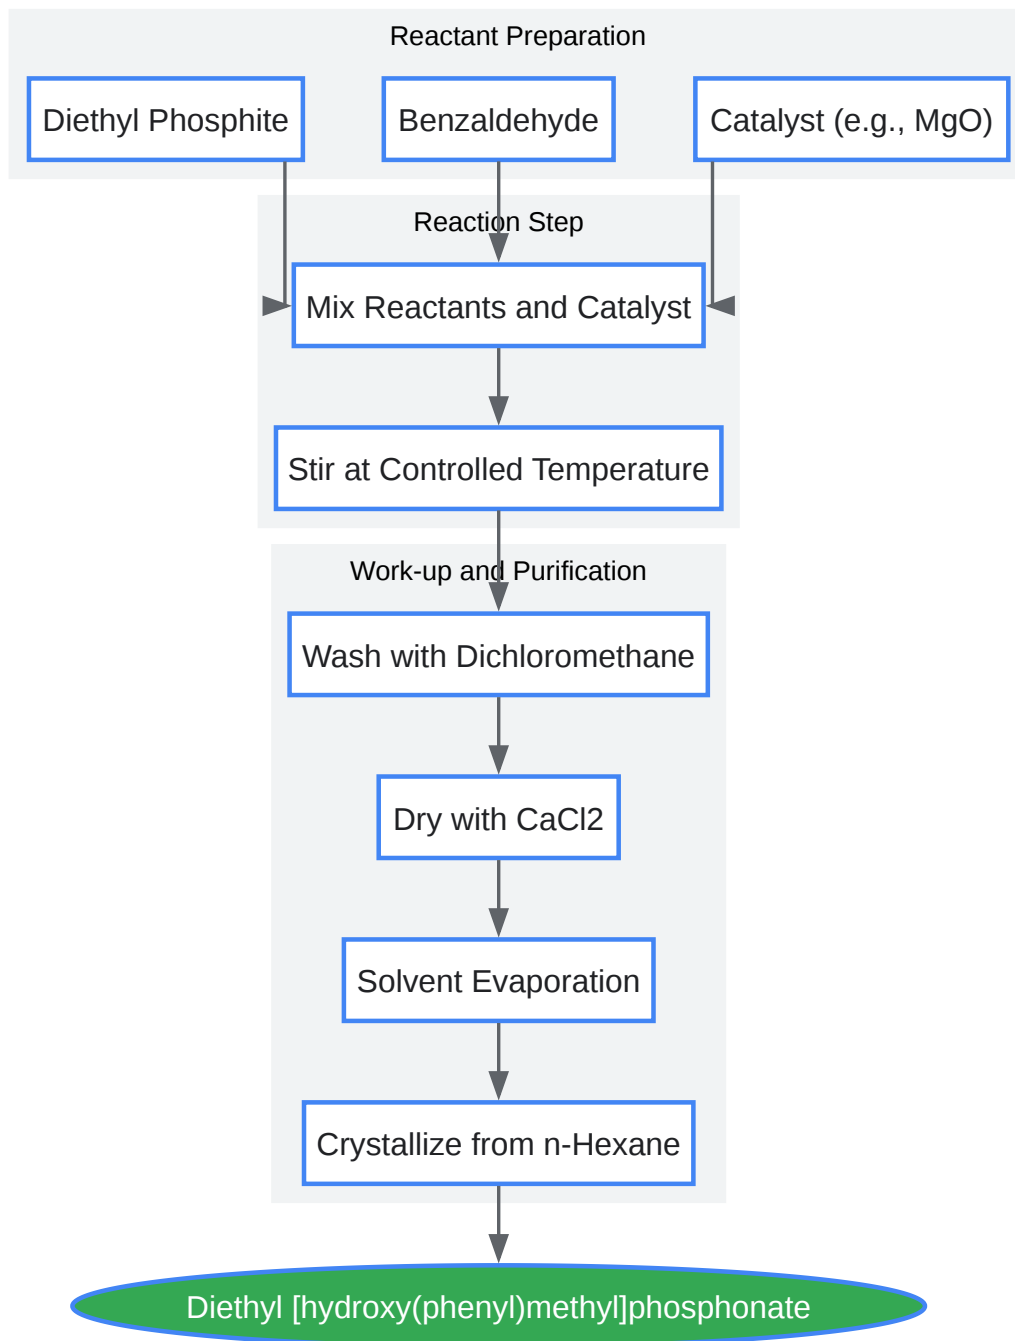 Reactant Preparation
Diethyl Phosphite
Benzaldehyde
Catalyst (e.g., MgO)
Reaction Step
Mix Reactants and Catalyst
Stir at Controlled Temperature
Work-up and Purification
Wash with Dichloromethane
Dry with CaCl2
Solvent Evaporation
Crystallize from n-Hexane
Diethyl [hydroxy(phenyl)methyl]phosphonate